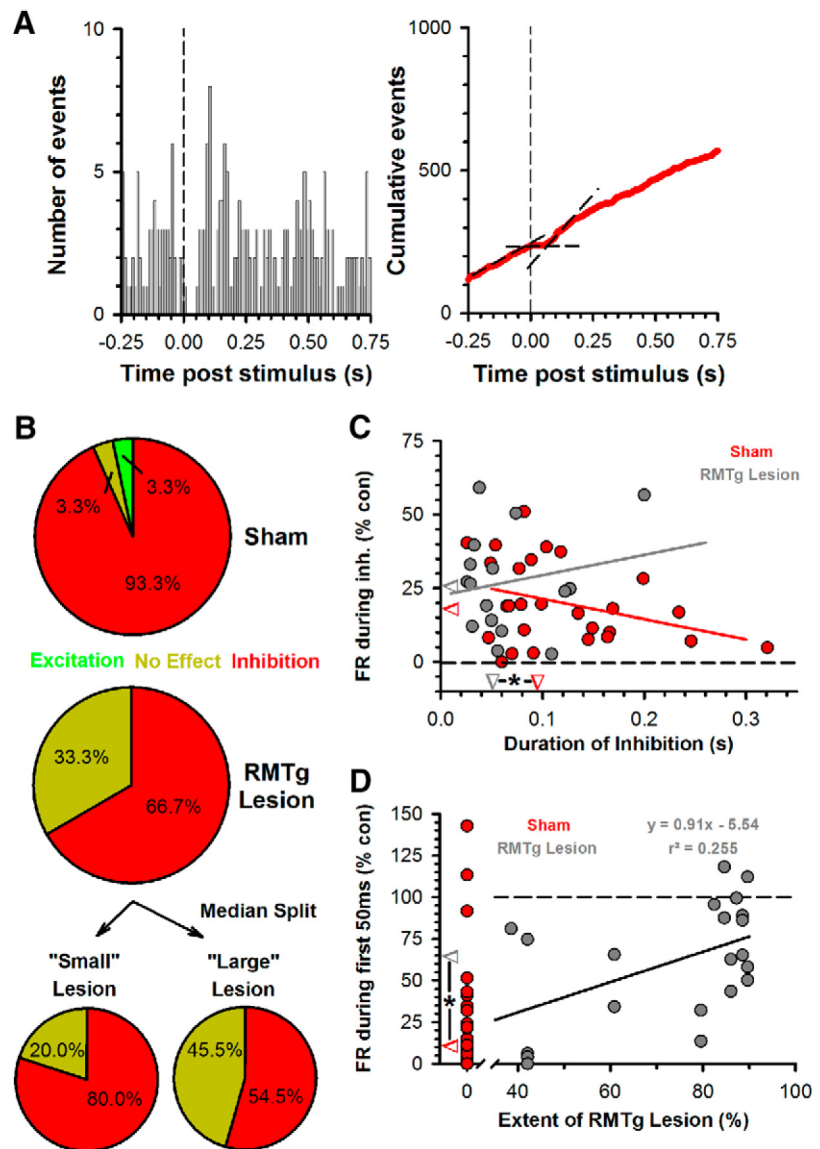 A
Number of events
10
5
0
-0.25 0.00 0.25 0.50 0.75
Time post stimulus (s)
Cumulative events
1000
500
0
-0.25 0.00 0.25 0.50 0.75
Time post stimulus (s)
B
3.3%
3.3%
93.3%
Sham
Excitation No Effect Inhibition
33.3%
66.7%
RMTg
Lesion
Median Split
"Small"
Lesion
"Large"
Lesion
20.0%
80.0%
45.5%
54.5%
C
FR during inh. (% con)
75
50
25
0
Sham
RMTg Lesion
*
0.0 0.1 0.2 0.3
Duration of Inhibition (s)
D
FR during first 50ms (% con)
150
125
100
75
50
25
0
Sham
RMTg Lesion
y = 0.91x - 5.54
r² = 0.255
*
0 40 60 80 100
Extent of RMTg Lesion (%)